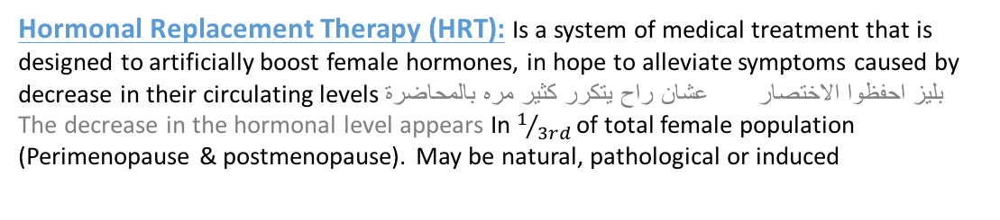 Hormonal Replacement Therapy (HRT): Is a system of medical treatment that is
designed to artificially boost female hormones, in hope to alleviate symptoms caused by
decrease in their circulating levels بليز احفظوا الاختصار عشان راح يتكرر كثير مره بالمحاضرة
The decrease in the hormonal level appears In 1/3rd of total female population
(Perimenopause & postmenopause). May be natural, pathological or induced